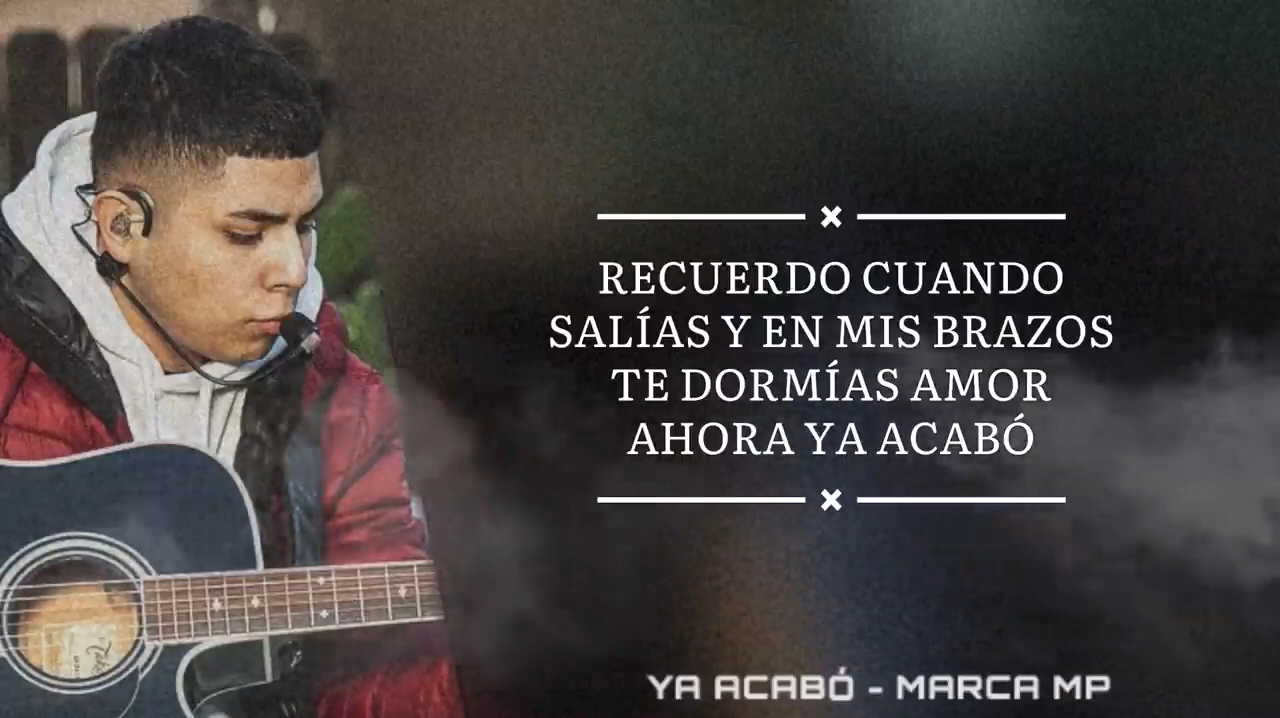 RECUERDO CUANDO
SALÍAS Y EN MIS BRAZOS
TE DORMÍAS AMOR
AHORA YA ACABÓ
YA ACABÓ - MARCA MP